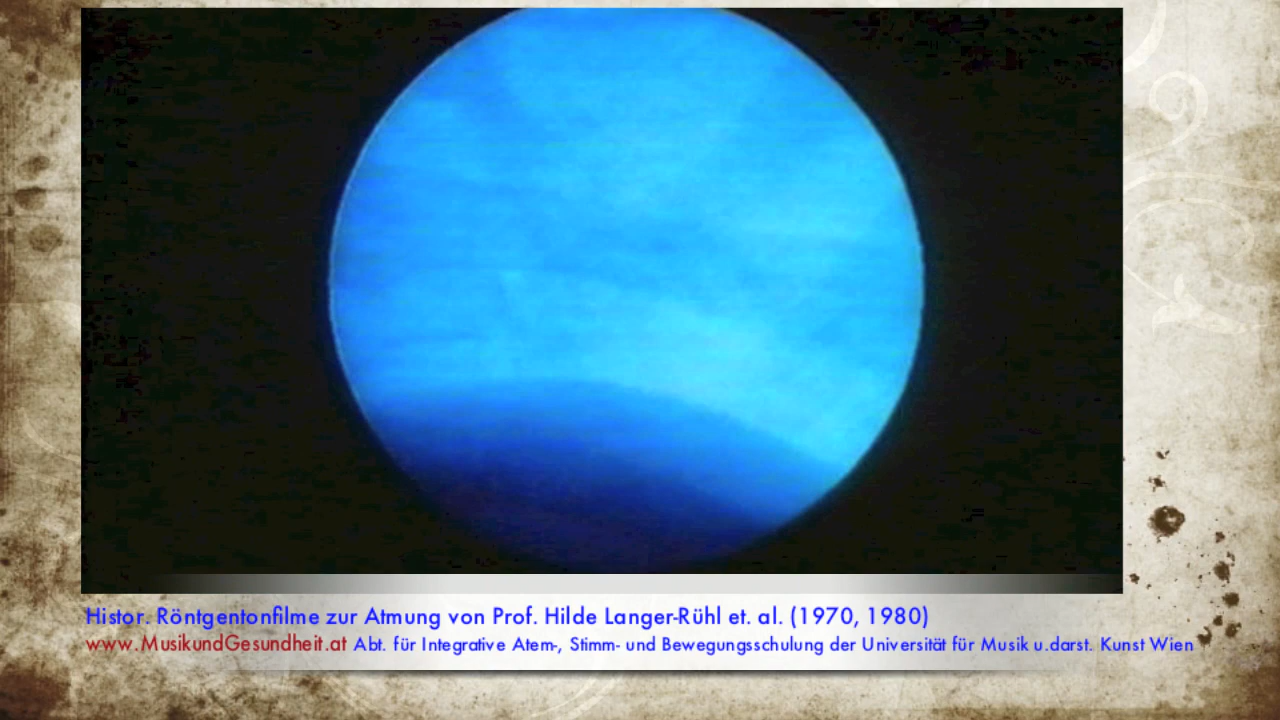 Histor. Röntgentonfilme zur Atmung von Prof. Hilde Langer-Rühl et. al. (1970, 1980)
www.MusikundGesundheit.at Abt. für Integrative Atem-, Stimm- und Bewegungsschulung der Universität für Musik u.darst. Kunst Wien